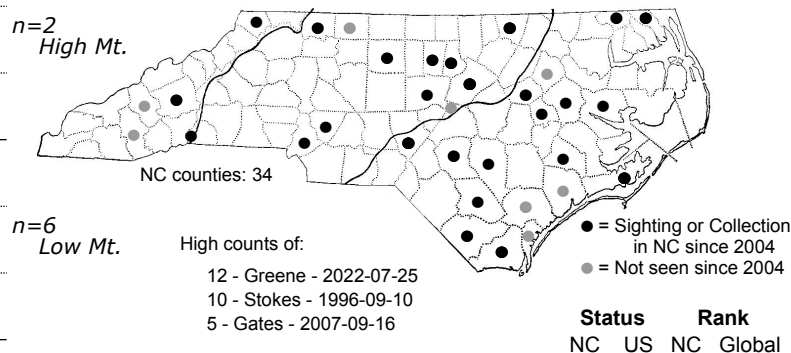 n=2
High Mt.
NC counties: 34
n=6
Low Mt.
High counts of:
12 - Greene - 2022-07-25
10 - Stokes - 1996-09-10
5 - Gates - 2007-09-16
= Sighting or Collection
in NC since 2004
= Not seen since 2004
Status Rank
NC US NC Global